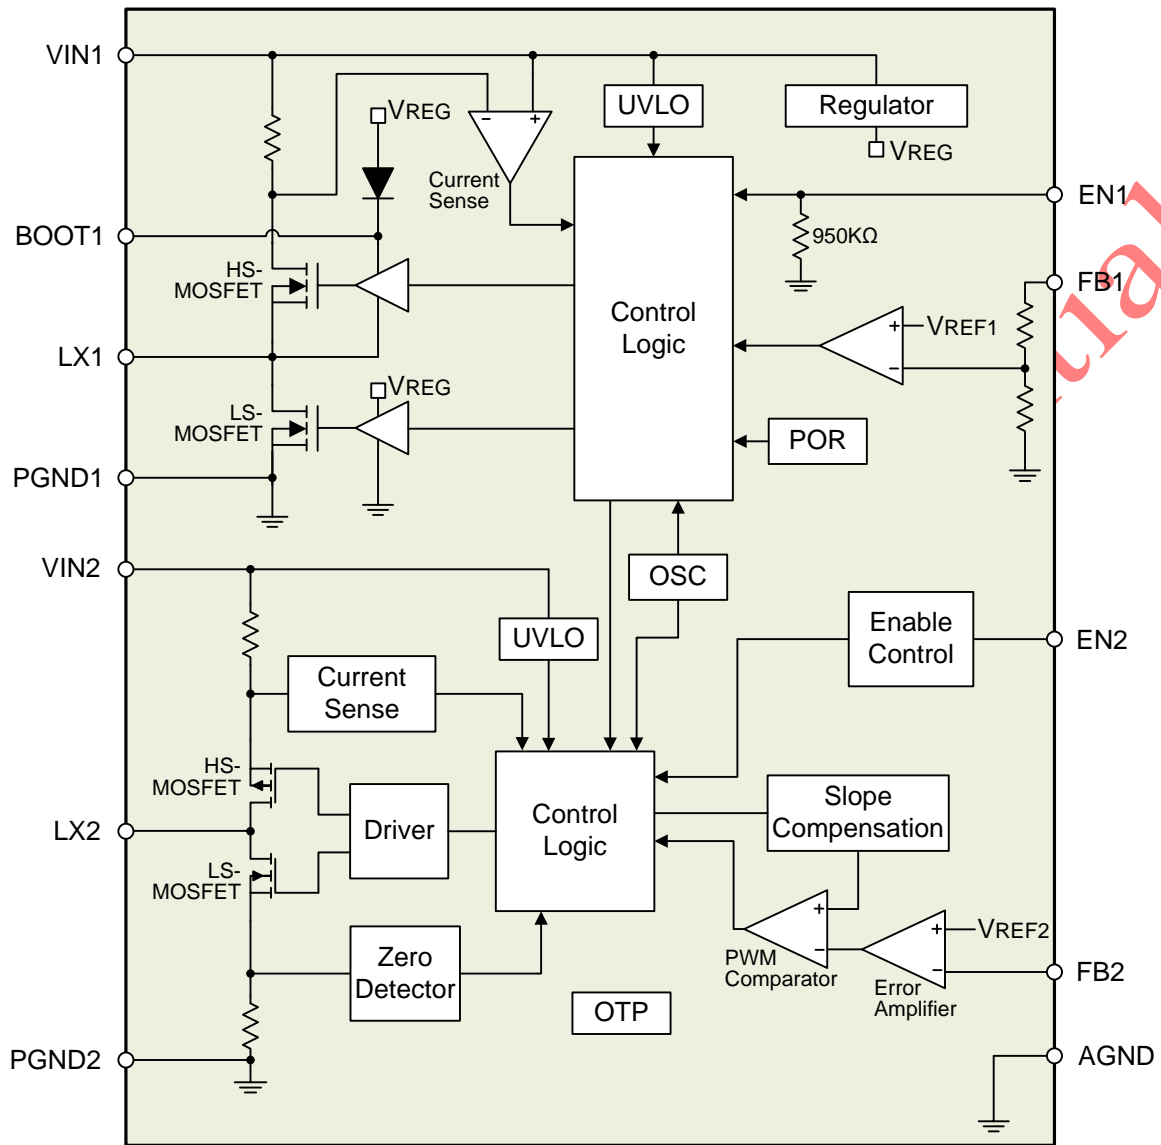 VIN1
VREG
UVLO
Regulator
VREG
- +
Current
Sense
EN1
BOOT1
950KΩ
HS-
MOSFET
FB1
Control
Logic
+
VREF1
-
LX1
VREG
LS-
MOSFET
POR
PGND1
VIN2
OSC
UVLO
Enable
Control
EN2
Current
Sense
HS-
MOSFET
Slope
Compensation
Control
Logic
Driver
LX2
LS-
MOSFET
+
-
PWM
Comparator
+
VREF2
-
FB2
Error
Amplifier
Zero
Detector
OTP
PGND2
AGND